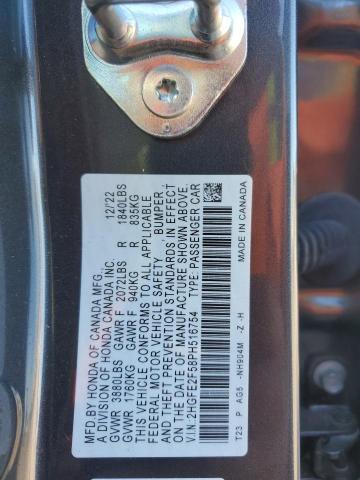 MFD.BY HONDA OF CANADA MFG.
A DIVISION OF HONDA CANADA INC. 12/22
GVWR 3880LBS GAWR F 2072LBS R 1840LBS
GVWR 1760KG GAWR F 940KG R 835KG
THIS VEHICLE CONFORMS TO ALL APPLICABLE
FEDERAL MOTOR VEHICLE SAFETY, BUMPER
AND THEFT PREVENTION STANDARDS IN EFFECT
ON THE DATE OF MANUFACTURE SHOWN ABOVE.
V.I.N: 2HGFE2F58PH516754 TYPE: PASSENGER CAR
T23 P AG5 -NH904M -Z -H MADE IN CANADA